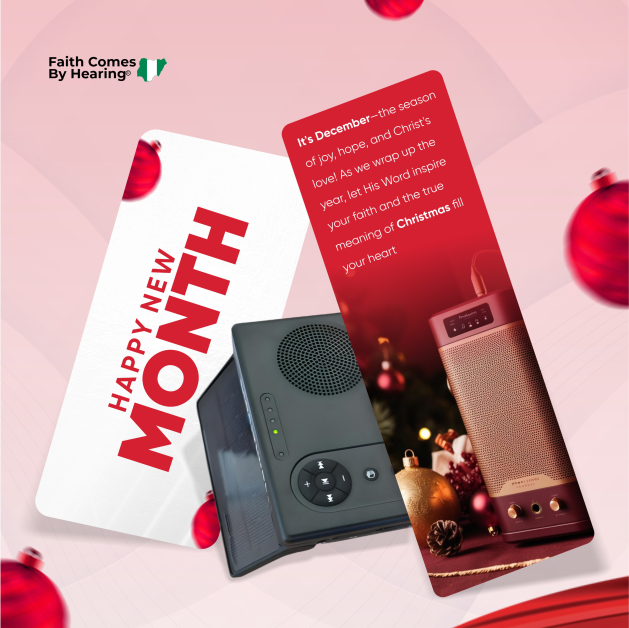 Faith Comes
By Hearing®
HAPPY NEW
MONTH
It's December—the season
of joy, hope, and Christ's
love! As we wrap up the
year, let His Word inspire
your faith and the true
meaning of Christmas fill
your heart